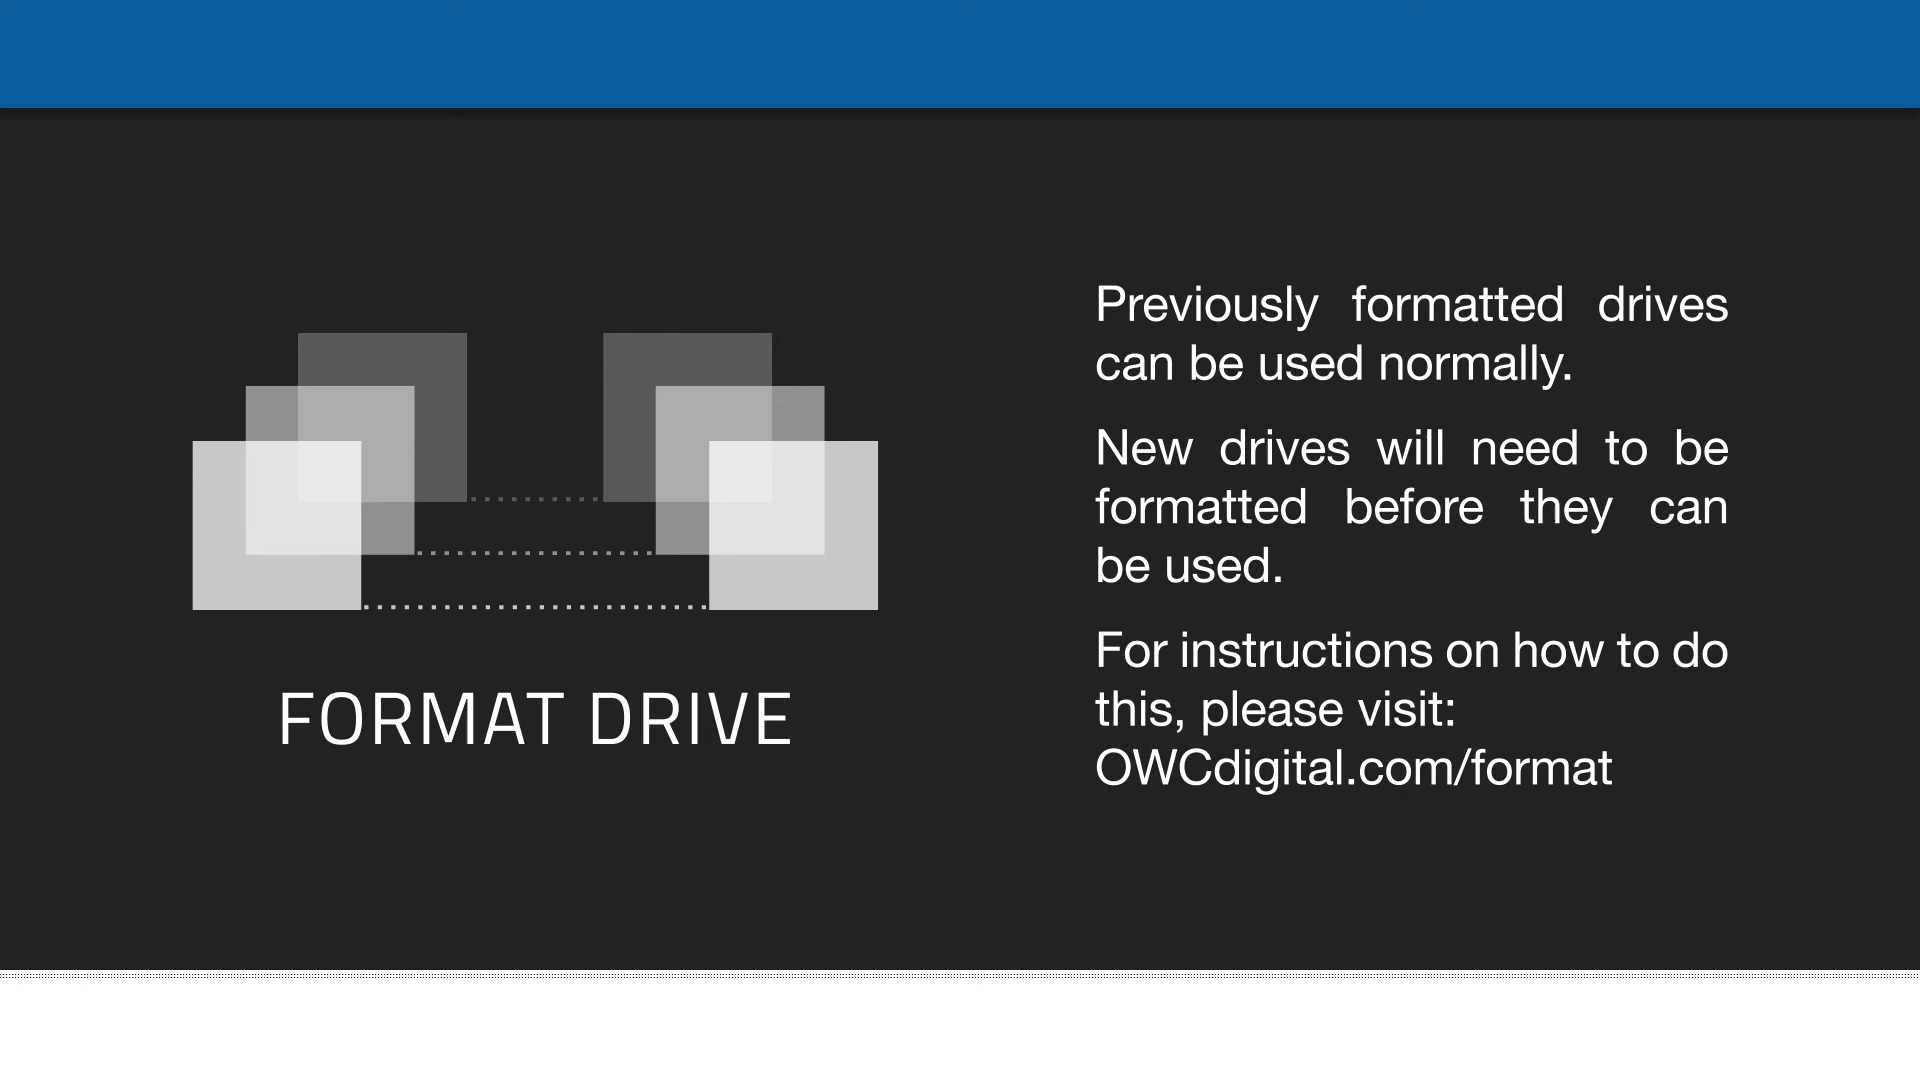 Previously formatted drives
can be used normally.
New drives will need to be
formatted before they can
be used.
For instructions on how to do
this, please visit:
OWCdigital.com/format
FORMAT DRIVE